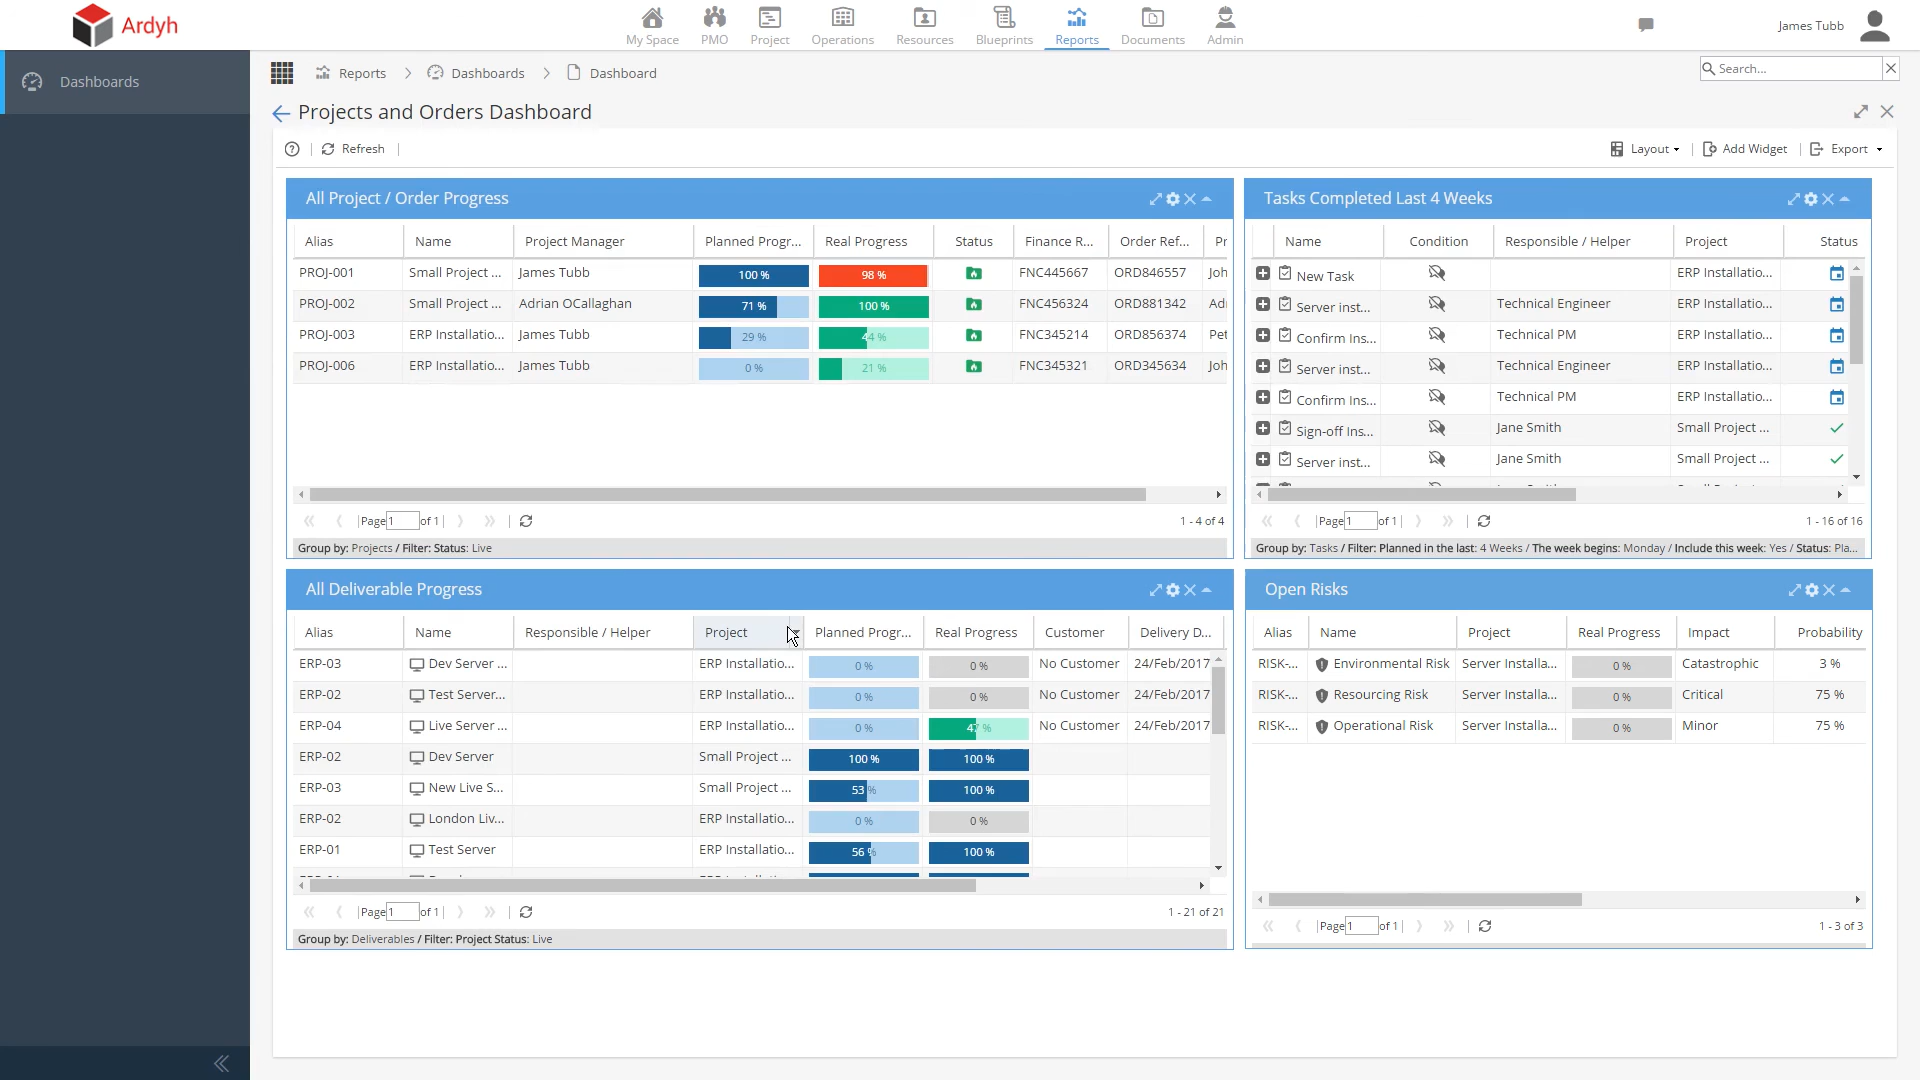 Ardyh
My Space PMO Project Operations Resources Blueprints Reports Documents Admin
James Tubb
Dashboards
Reports Dashboards Dashboard
Search...
Projects and Orders Dashboard
Refresh
Layout Add Widget Export
All Project / Order Progress
Alias Name Project Manager Planned Progr... Real Progress Status Finance R... Order Ref... Pr
PROJ-001 Small Project ... James Tubb 100 % 98 % FNC445667 ORD846557 Joh
PROJ-002 Small Project ... Adrian OCallaghan 71 % 100 % FNC456324 ORD881342 Ad
PROJ-003 ERP Installatio... James Tubb 29 % 44 % FNC345214 ORD856374 Pet
PROJ-006 ERP Installatio... James Tubb 0 % 21 % FNC345321 ORD345634 Joh
Page 1 of 1
1 - 4 of 4
Group by: Projects / Filter: Status: Live
Tasks Completed Last 4 Weeks
Name Condition Responsible / Helper Project Status
New Task ERP Installatio...
Server inst... Technical Engineer ERP Installatio...
Confirm Ins... Technical PM ERP Installatio...
Server inst... Technical Engineer ERP Installatio...
Confirm Ins... Technical PM ERP Installatio...
Sign-off Ins... Jane Smith Small Project ...
Server inst... Jane Smith Small Project ...
Page 1 of 1
1 - 16 of 16
Group by: Tasks / Filter: Planned in the last: 4 Weeks / The week begins: Monday / Include this week: Yes / Status: Pla...
All Deliverable Progress
Alias Name Responsible / Helper Project Planned Progr... Real Progress Customer Delivery D...
ERP-03 Dev Server ... ERP Installatio... 0 % 0 % No Customer 24/Feb/2017
ERP-02 Test Server... ERP Installatio... 0 % 0 % No Customer 24/Feb/2017
ERP-04 Live Server ... ERP Installatio... 0 % % No Customer 24/Feb/2017
ERP-02 Dev Server Small Project ... 100 % 100 %
ERP-03 New Live S... Small Project ... 53 % 100 %
ERP-02 London Liv... ERP Installatio... 0 % 0 %
ERP-01 Test Server ERP Installatio... 56 % 100 %
Page 1 of 1
1 - 21 of 21
Group by: Deliverables / Filter: Project Status: Live
Open Risks
Alias Name Project Real Progress Impact Probability
RISK-... Environmental Risk Server Installa... 0 % Catastrophic 3 %
RISK-... Resourcing Risk Server Installa... 0 % Critical 75 %
RISK-... Operational Risk Server Installa... 0 % Minor 75 %
Page 1 of 1
1 - 3 of 3